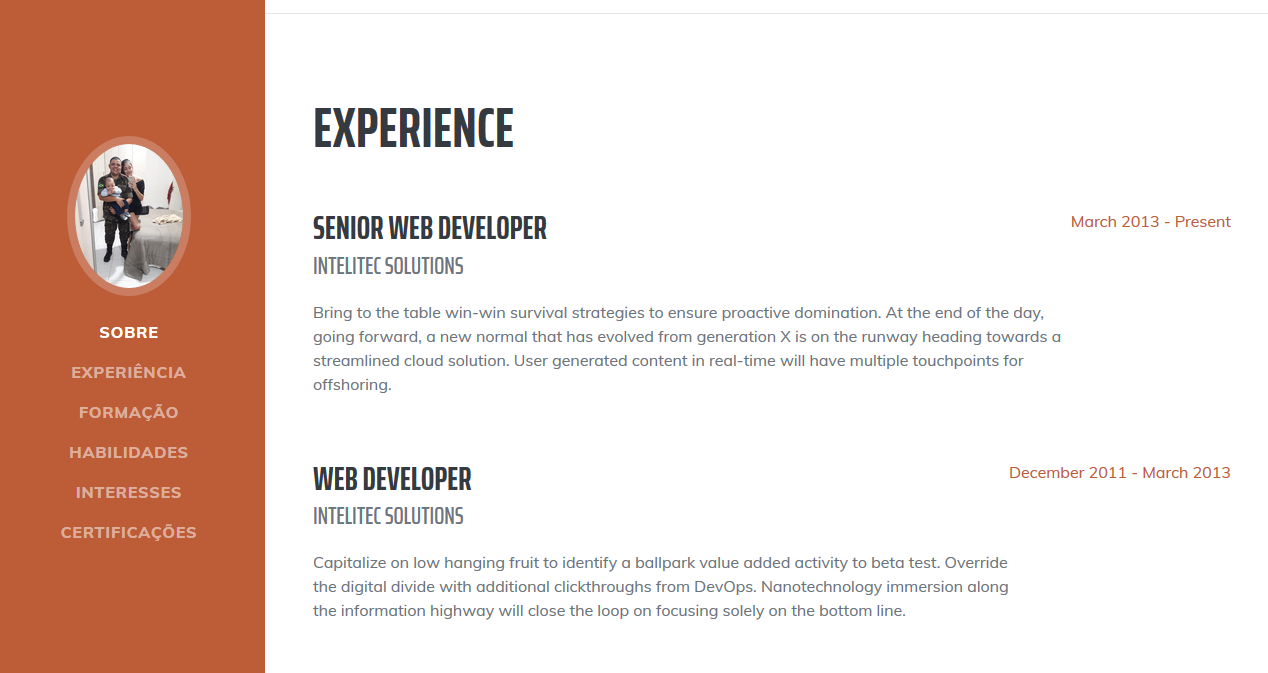 SOBRE
EXPERIÊNCIA
FORMAÇÃO
HABILIDADES
INTERESSES
CERTIFICAÇÕES
EXPERIENCE
SENIOR WEB DEVELOPER
March 2013 - Present
INTELITEC SOLUTIONS
Bring to the table win-win survival strategies to ensure proactive domination. At the end of the day,
going forward, a new normal that has evolved from generation X is on the runway heading towards a
streamlined cloud solution. User generated content in real-time will have multiple touchpoints for
offshoring.
WEB DEVELOPER
December 2011 - March 2013
INTELITEC SOLUTIONS
Capitalize on low hanging fruit to identify a ballpark value added activity to beta test. Override
the digital divide with additional clickthroughs from DevOps. Nanotechnology immersion along
the information highway will close the loop on focusing solely on the bottom line.